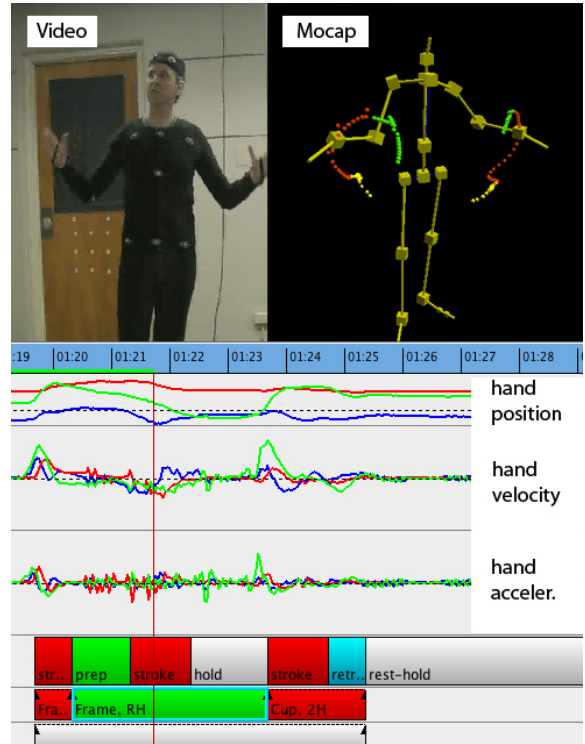 Video
Mocap
:19 01:20 01:21 01:22 01:23 01:24 01:25 01:26 01:27 01:28
hand
position
hand
velocity
hand
acceler.
str.. prep stroke hold stroke retr.. rest-hold
Fra.. Frame, RH Cup, 2H